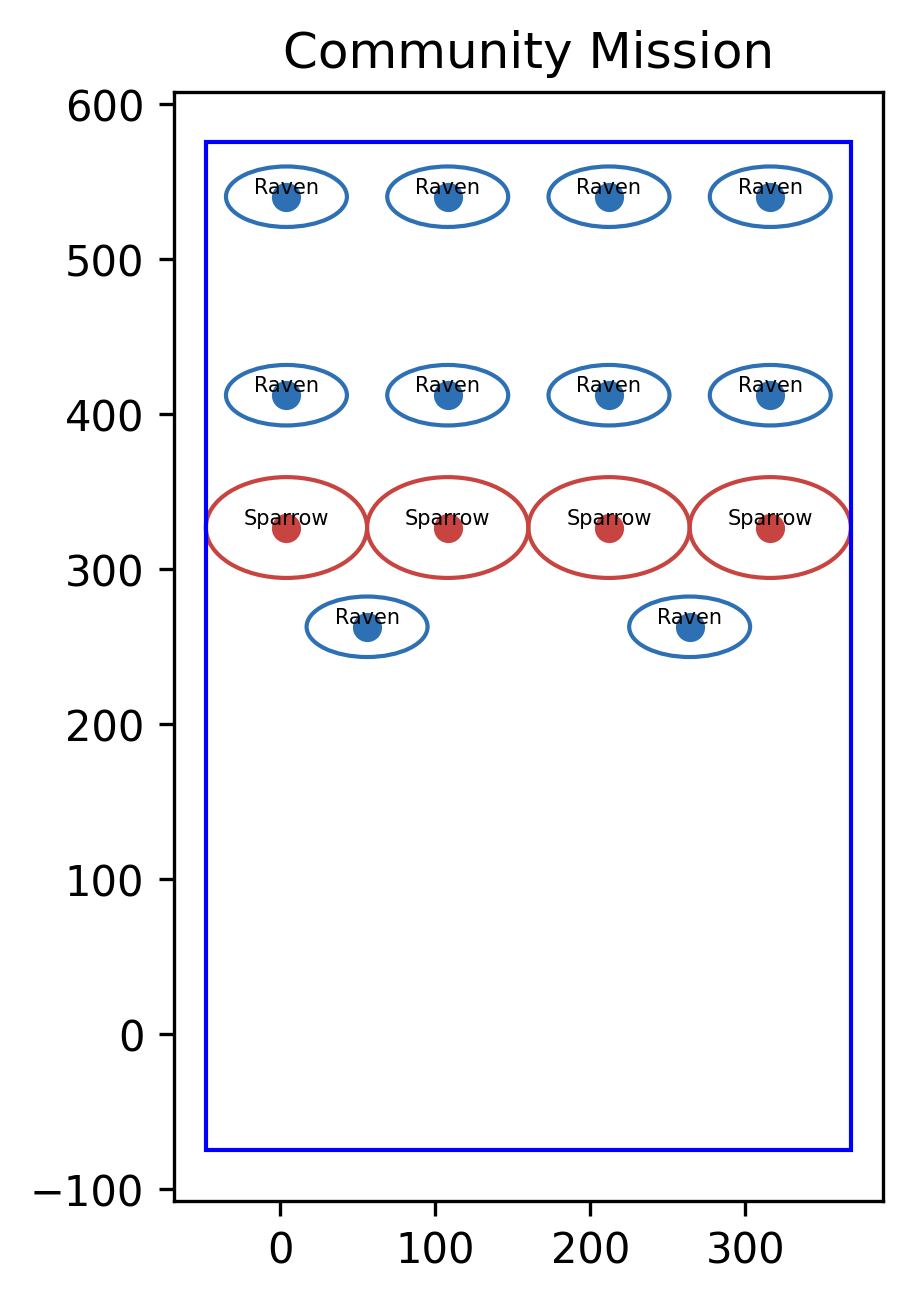 Community Mission
600
Raven Raven Raven Raven
500
Raven Raven Raven Raven
400
Sparrow Sparrow Sparrow Sparrow
300
Raven Raven
200
100
0
−100
0 100 200 300